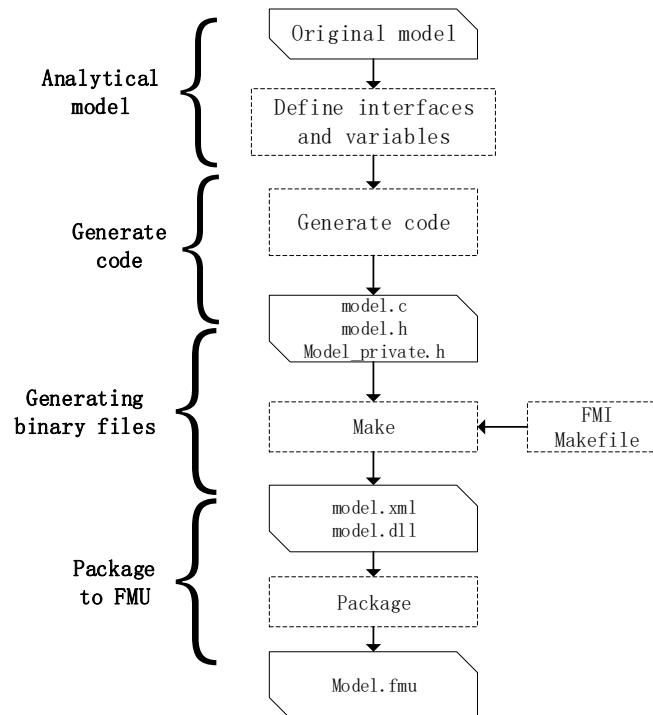 Original model
Analytical
model
Define interfaces
and variables
Generate code
Generate
code
model.c
model.h
Model_private.h
Generating
binary files
Make
FMI
Makefile
model.xml
model.dll
Package
to FMU
Package
Model.fmu